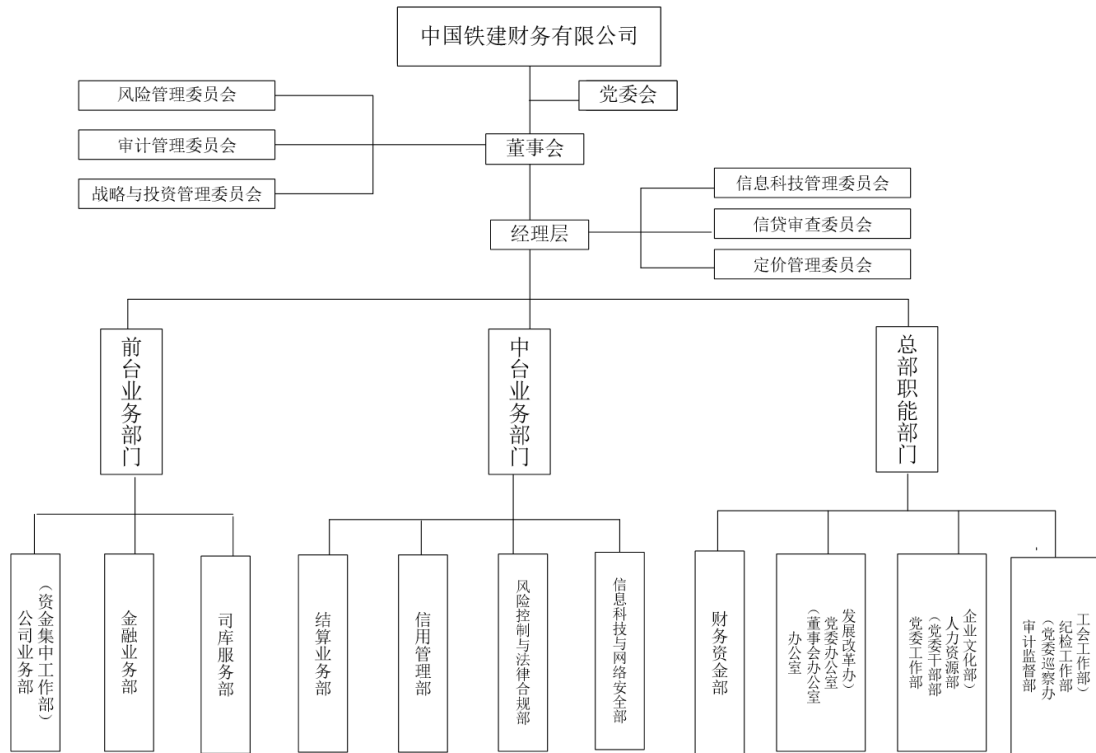 中国铁建财务有限公司
党委会
风险管理委员会
审计管理委员会
战略与投资管理委员会
董事会
信息科技管理委员会
信贷审查委员会
定价管理委员会
经理层
前台业务部门
中台业务部门
总部职能部门
公司业务部
（资金集中工作部）
金融业务部
司库服务部
结算业务部
信用管理部
风险控制与法律合规部
信息科技与网络安全部
财务资金部
办公室
（董事会办公室
党委办公室
发展改革办）
党委工作部
（党委干部部
人力资源部
企业文化部）
审计监督部
（党委巡察办
纪检工作部
工会工作部）